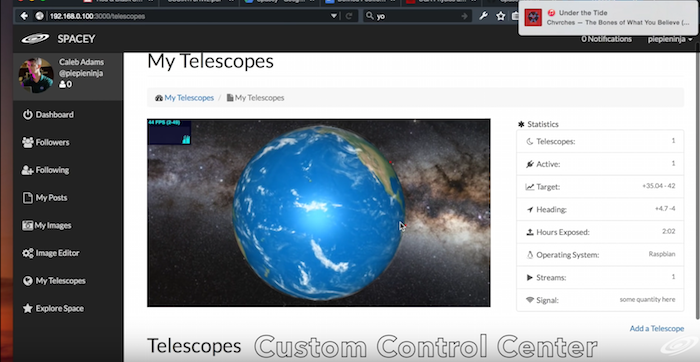 192.168.0.100:3000/telescopes
yo
Under the Tide
Chvrches — The Bones of What You Believe (...
SPACEY
0 Notifications
piepieninja
Caleb Adams
@piepieninja
0
Dashboard
Followers
Following
My Posts
My Images
Image Editor
My Telescopes
Explore Space
My Telescopes
My Telescopes / My Telescopes
Statistics
Telescopes: 1
Active: 1
Target: +35.04 - 42
Heading: +4.7 -4
Hours Exposed: 2:02
Operating System: Raspbian
Streams: 1
Signal: some quantity here
Add a Telescope
Telescopes
Custom Control Center